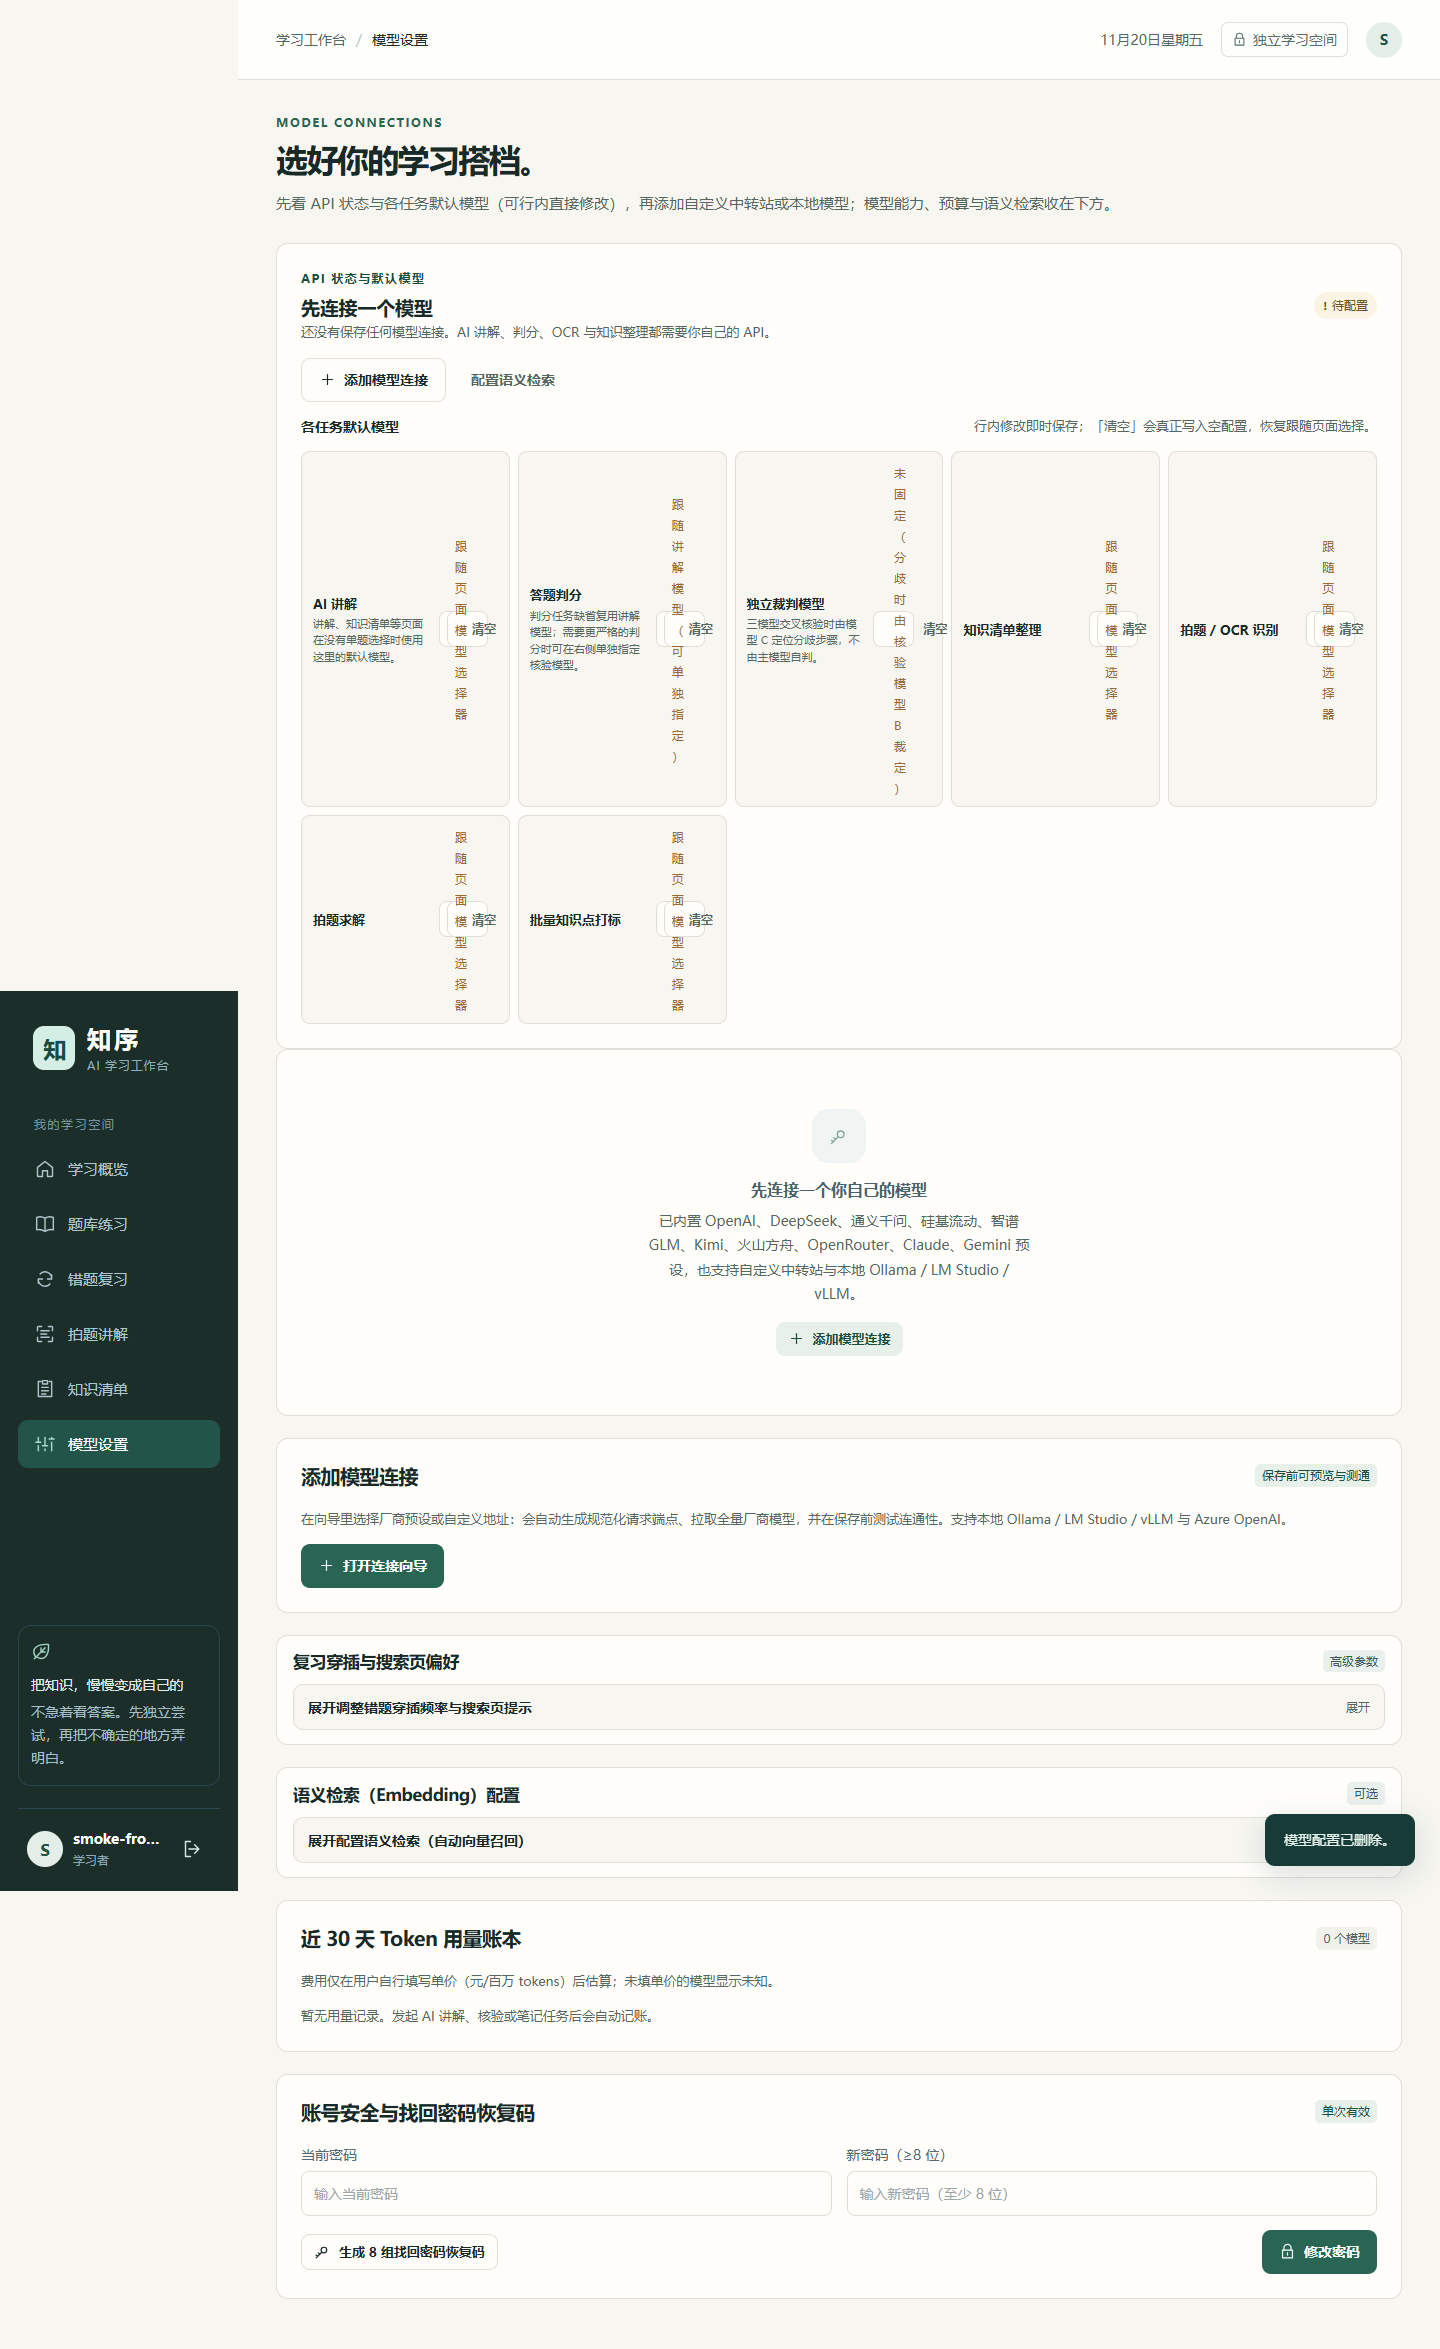 学习工作台 / 模型设置
11月20日星期五
独立学习空间
S
MODEL CONNECTIONS
选好你的学习搭档。
先看 API 状态与各任务默认模型（可行内直接修改），再添加自定义中转站或本地模型；模型能力、预算与语义检索收在下方。
API 状态与默认模型
先连接一个模型
还没有保存任何模型连接。AI 讲解、判分、OCR 与知识整理都需要你自己的 API。
! 待配置
添加模型连接
配置语义检索
各任务默认模型
行内修改即时保存；「清空」会真正写入空配置，恢复跟随页面选择。
AI 讲解
讲解、知识清单等页面
在没有单题选择时使用
这里的默认模型。
跟随页面模型选择器
清空
答题判分
判分任务缺省复用讲解
模型；需要更严格的判
分时可在右侧单独指定
核验模型。
跟随讲解模型（可单独指定）
清空
独立裁判模型
三模型交叉核验时由模
型 C 定位分歧步骤，不
由主模型自判。
未固定（分歧时由核验模型B裁定）
清空
知识清单整理
跟随页面模型选择器
清空
拍题 / OCR 识别
跟随页面模型选择器
清空
拍题求解
跟随页面模型选择器
清空
批量知识点打标
跟随页面模型选择器
清空
先连接一个你自己的模型
已内置 OpenAI、DeepSeek、通义千问、硅基流动、智谱
GLM、Kimi、火山方舟、OpenRouter、Claude、Gemini 预
设，也支持自定义中转站与本地 Ollama / LM Studio /
vLLM。
添加模型连接
添加模型连接
保存前可预览与测通
在向导里选择厂商预设或自定义地址：会自动生成规范化请求端点、拉取全量厂商模型，并在保存前测试连通性。支持本地 Ollama / LM Studio / vLLM 与 Azure OpenAI。
打开连接向导
复习穿插与搜索页偏好
高级参数
展开调整错题穿插频率与搜索页提示
展开
语义检索（Embedding）配置
可选
展开配置语义检索（自动向量召回）
模型配置已删除。
近 30 天 Token 用量账本
0 个模型
费用仅在用户自行填写单价（元/百万 tokens）后估算；未填单价的模型显示未知。
暂无用量记录。发起 AI 讲解、核验或笔记任务后会自动记账。
账号安全与找回密码恢复码
单次有效
当前密码
新密码（≥8 位）
输入当前密码
输入新密码（至少 8 位）
生成 8 组找回密码恢复码
修改密码
知
知序
AI 学习工作台
我的学习空间
学习概览
题库练习
错题复习
拍题讲解
知识清单
模型设置
把知识，慢慢变成自己的
不急着看答案。先独立尝
试，再把不确定的地方弄
明白。
S
smoke-fro...
学习者